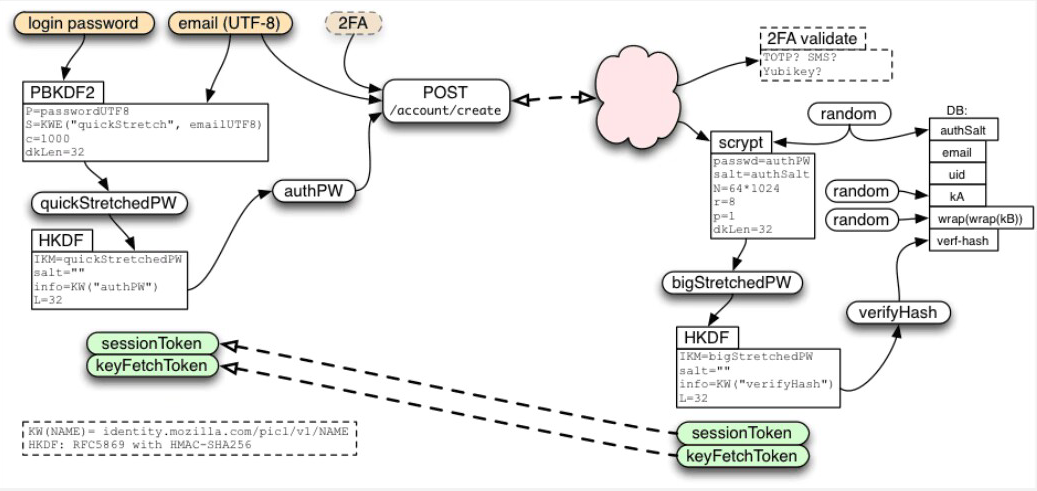 login password
email (UTF-8)
2FA
PBKDF2
P=passwordUTF8
S=KWE("quickStretch", emailUTF8)
c=1000
dkLen=32
POST
/account/create
2FA validate
TOTP? SMS?
Yubikey?
quickStretchedPW
authPW
HKDF
IKM=quickStretchedPW
salt=""
info=KW("authPW")
L=32
random
scrypt
passwd=authPW
salt=authSalt
N=64*1024
r=8
p=1
dkLen=32
random
random
DB:
authSalt
email
uid
kA
wrap(wrap(kB))
verf-hash
bigStretchedPW
verifyHash
HKDF
IKM=bigStretchedPW
salt=""
info=KW("verifyHash")
L=32
sessionToken
keyFetchToken
sessionToken
keyFetchToken
KW(NAME)= identity.mozilla.com/picl/v1/NAME
HKDF: RFC5869 with HMAC-SHA256